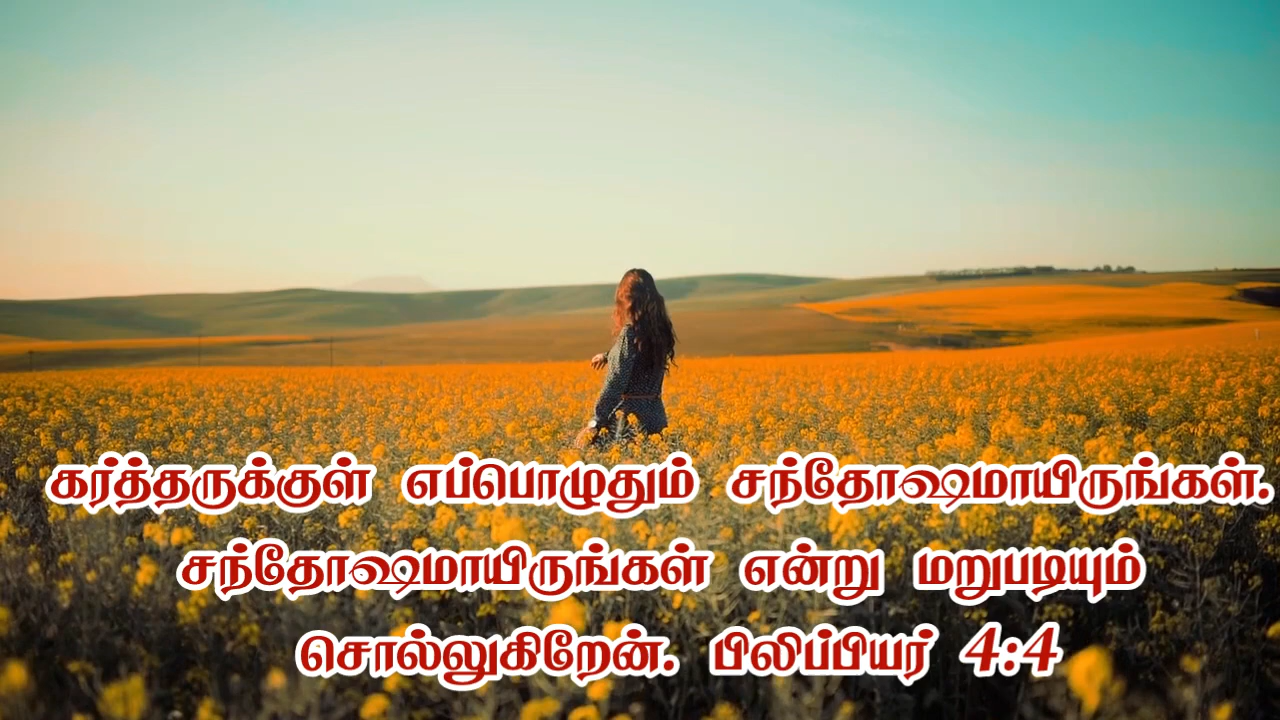 கர்த்தருக்குள் எப்பொழுதும் சந்தோஷமாயிருங்கள்.
சந்தோஷமாயிருங்கள் என்று மறுபடியும்
சொல்லுகிறேன். பிலிப்பியர் 4:4